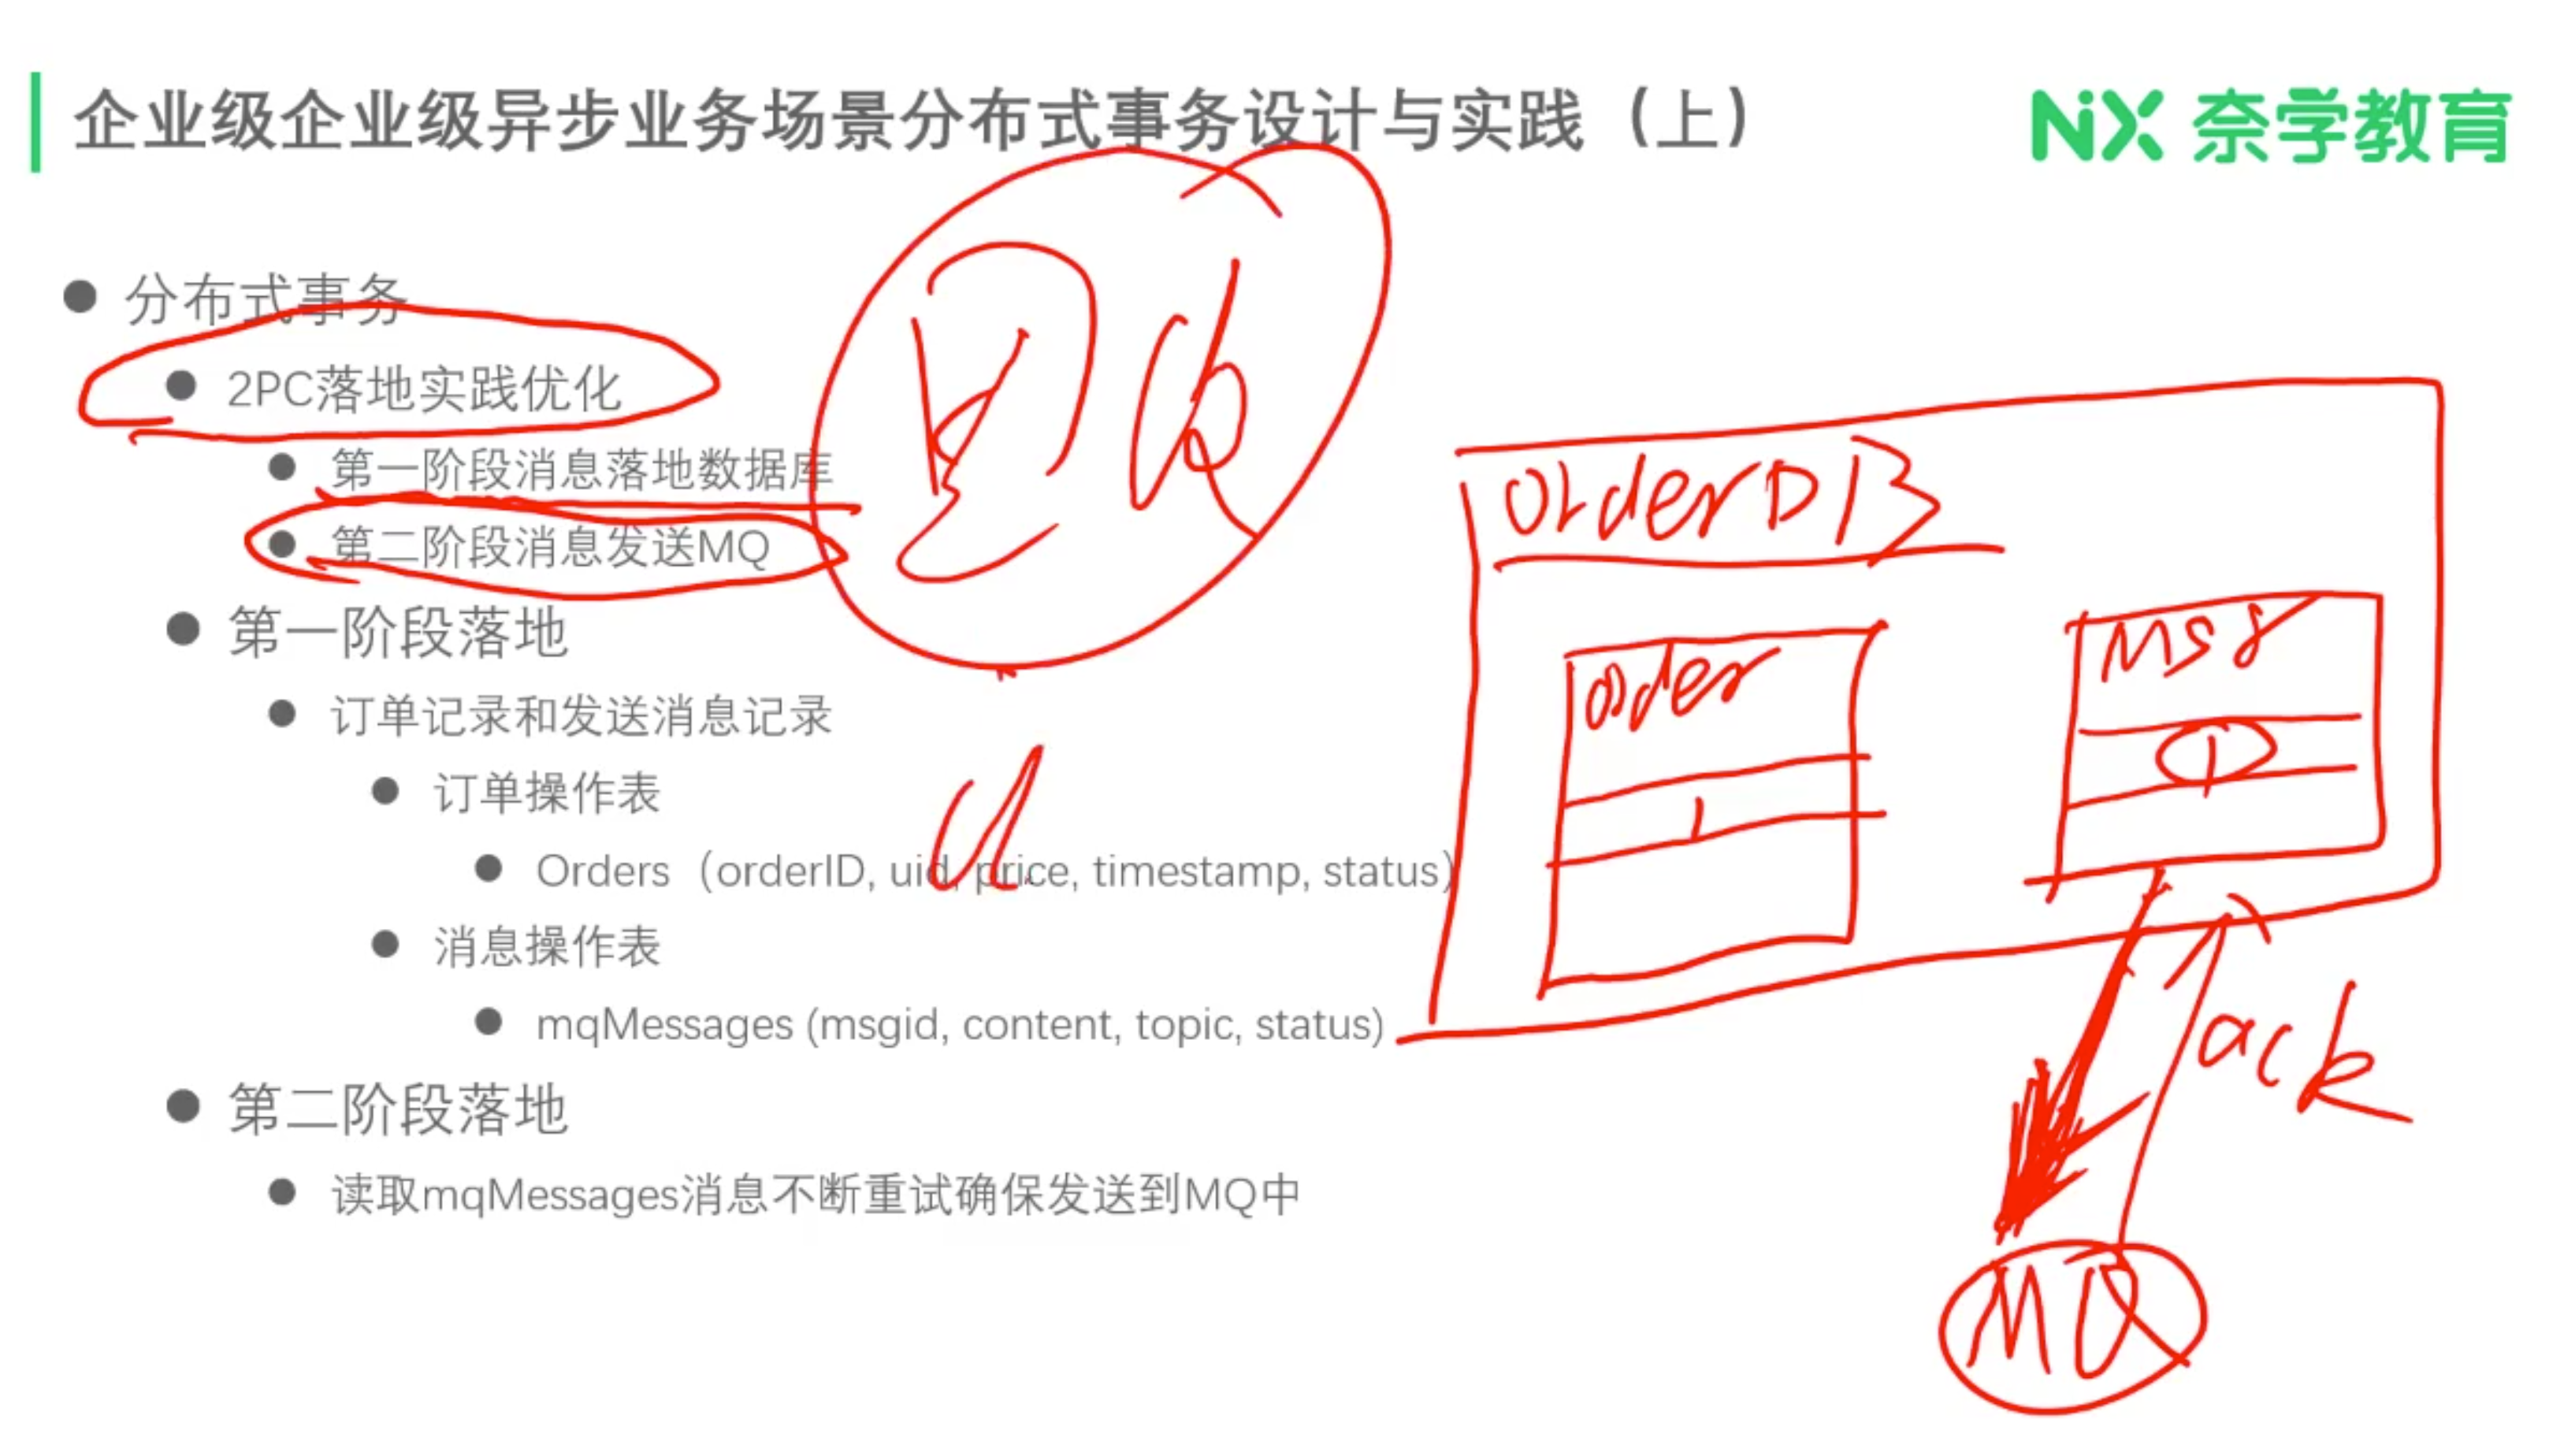 企业级企业级异步业务场景分布式事务设计与实践（上）
NiX 奈学教育
分布式事务
2PC落地实践优化
第一阶段消息落地数据库
第二阶段消息发送MQ
第一阶段落地
订单记录和发送消息记录
订单操作表
Orders（orderID, uid, price, timestamp, status）
消息操作表
mqMessages (msgid, content, topic, status)
第二阶段落地
读取mqMessages消息不断重试确保发送到MQ中
orderDB
order
1
msg
1
ack
MQ